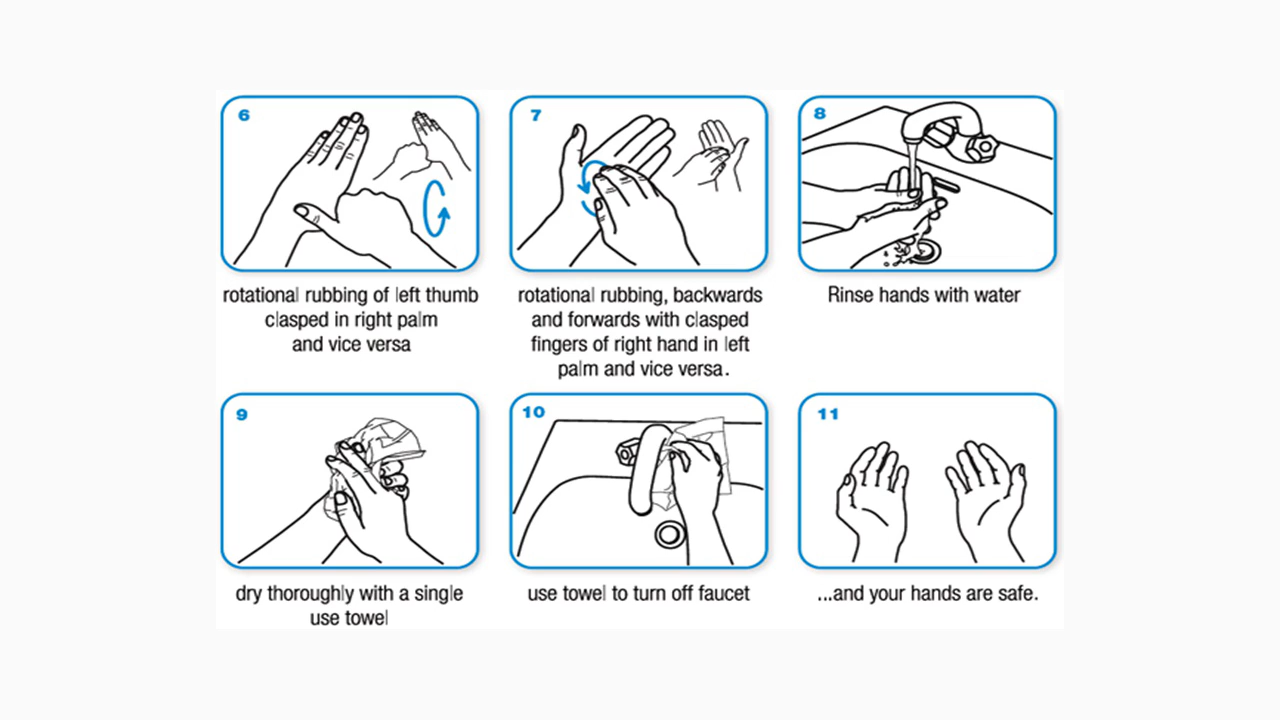 6
rotational rubbing of left thumb
clasped in right palm
and vice versa
7
rotational rubbing, backwards
and forwards with clasped
fingers of right hand in left
palm and vice versa.
8
Rinse hands with water
9
dry thoroughly with a single
use towel
10
use towel to turn off faucet
11
...and your hands are safe.